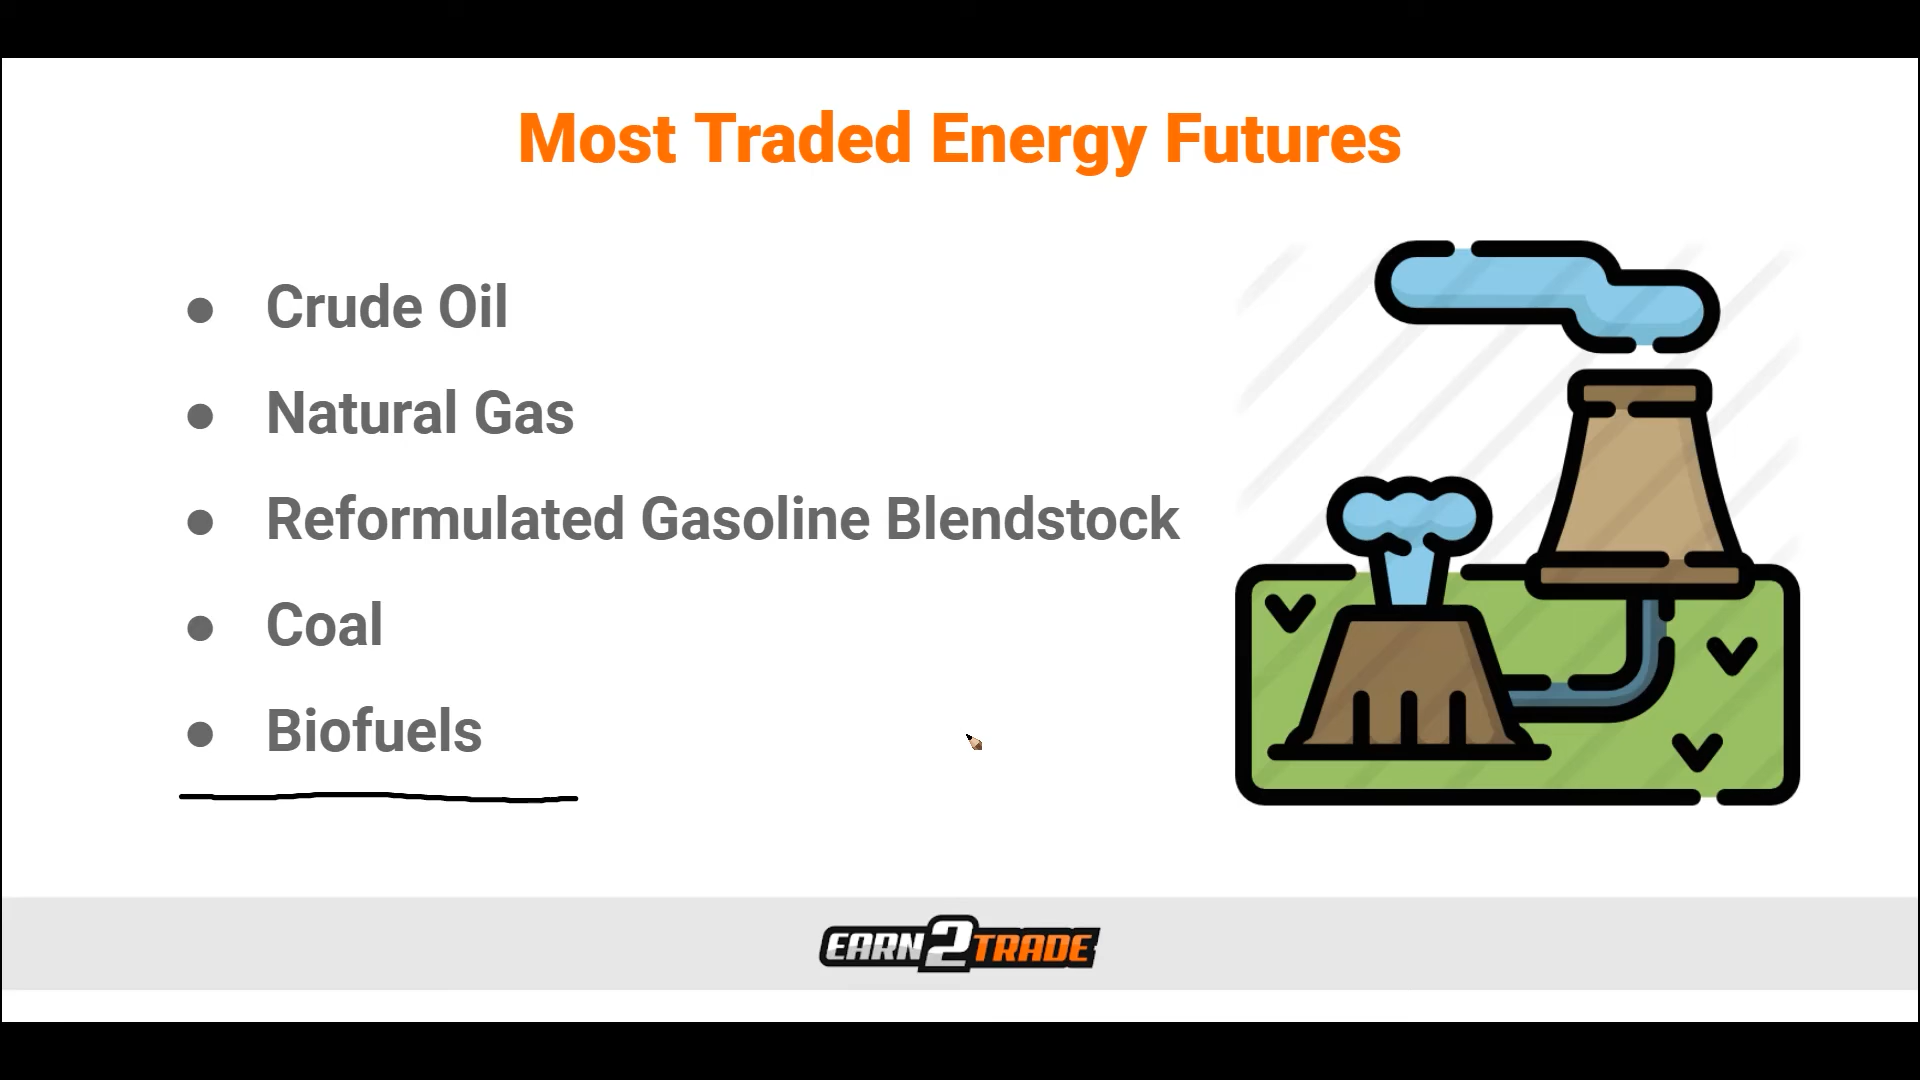 Most Traded Energy Futures
● Crude Oil
● Natural Gas
● Reformulated Gasoline Blendstock
● Coal
● Biofuels
EARN2TRADE